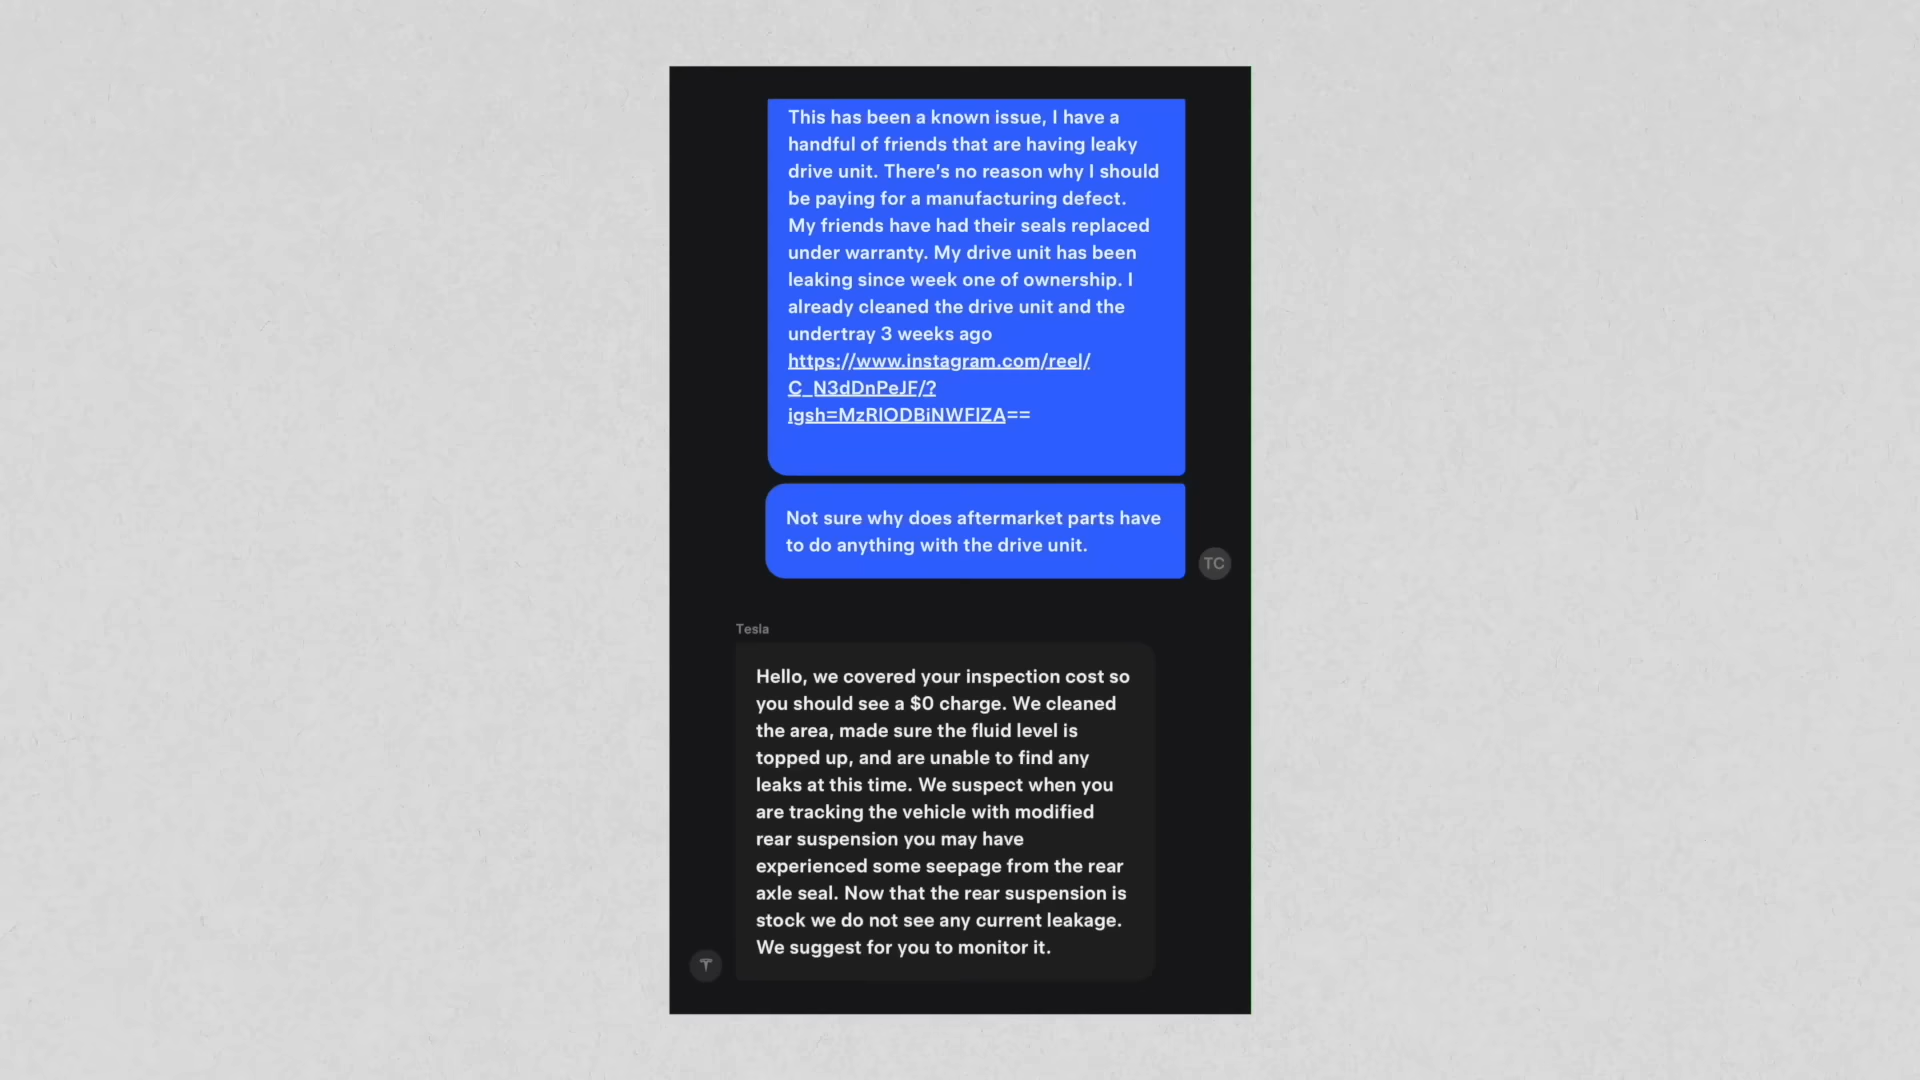 This has been a known issue, I have a
handful of friends that are having leaky
drive unit. There's no reason why I should
be paying for a manufacturing defect.
My friends have had their seals replaced
under warranty. My drive unit has been
leaking since week one of ownership. I
already cleaned the drive unit and the
undertray 3 weeks ago
https://www.instagram.com/reel/
C_N3dDnPeJF/?
igsh=MzRlODBiNWFlZA==
Not sure why does aftermarket parts have
to do anything with the drive unit.
TC
Tesla
Hello, we covered your inspection cost so
you should see a $0 charge. We cleaned
the area, made sure the fluid level is
topped up, and are unable to find any
leaks at this time. We suspect when you
are tracking the vehicle with modified
rear suspension you may have
experienced some seepage from the rear
axle seal. Now that the rear suspension is
stock we do not see any current leakage.
We suggest for you to monitor it.